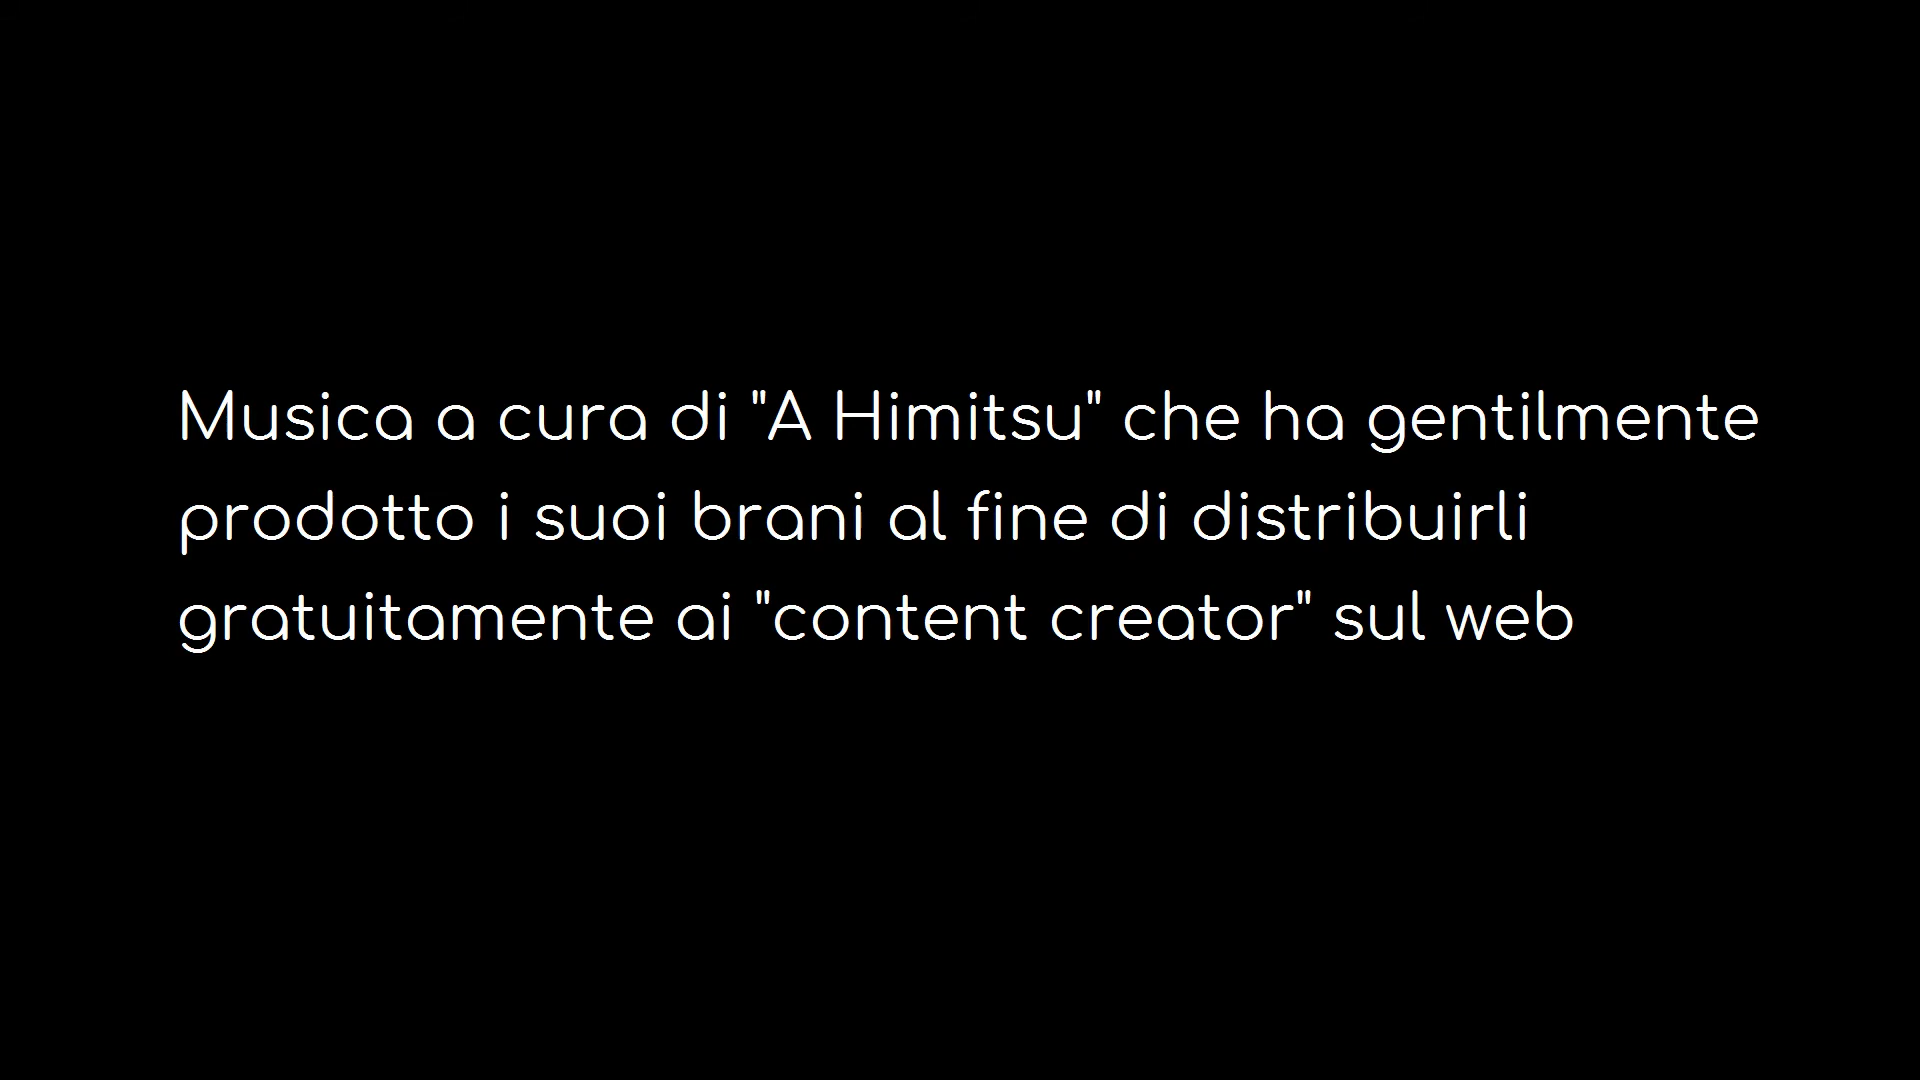 Musica a cura di "A Himitsu" che ha gentilmente
prodotto i suoi brani al fine di distribuirli
gratuitamente ai "content creator" sul web